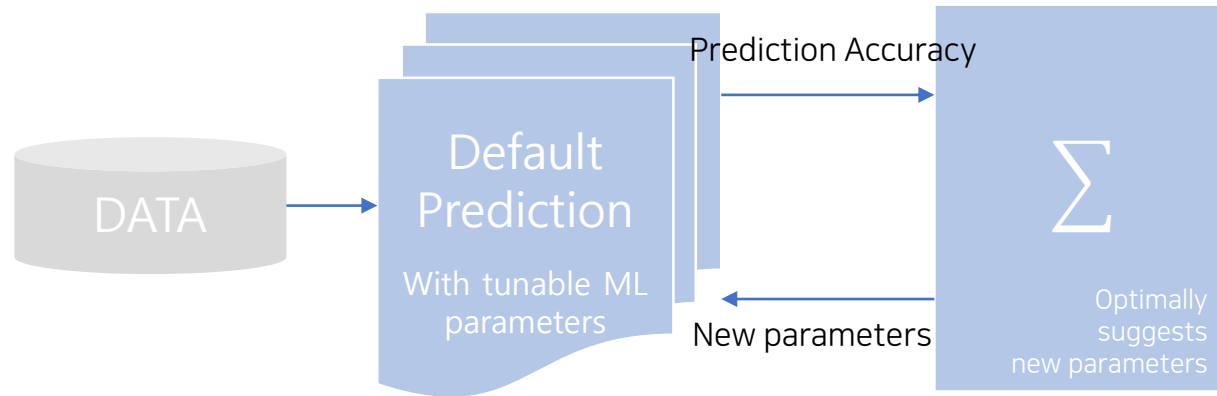 DATA
Default
Prediction
With tunable ML
parameters
Prediction Accuracy
New parameters
∑
Optimally
suggests
new parameters